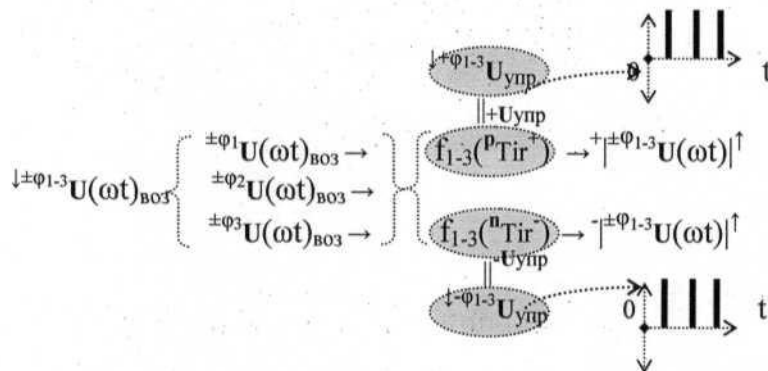 ↓+φ1-3Uупр 0 t
+Uупр
f1-3(ᵖTir⁺) → ⁺|±φ1-3U(ωt)|↑
±φ1U(ωt)воз →
↓±φ1-3U(ωt)воз ±φ2U(ωt)воз →
±φ3U(ωt)воз →
f1-3(ⁿTir⁻) → ⁻|±φ1-3U(ωt)|↑
-Uупр
↓-φ1-3Uупр 0 t